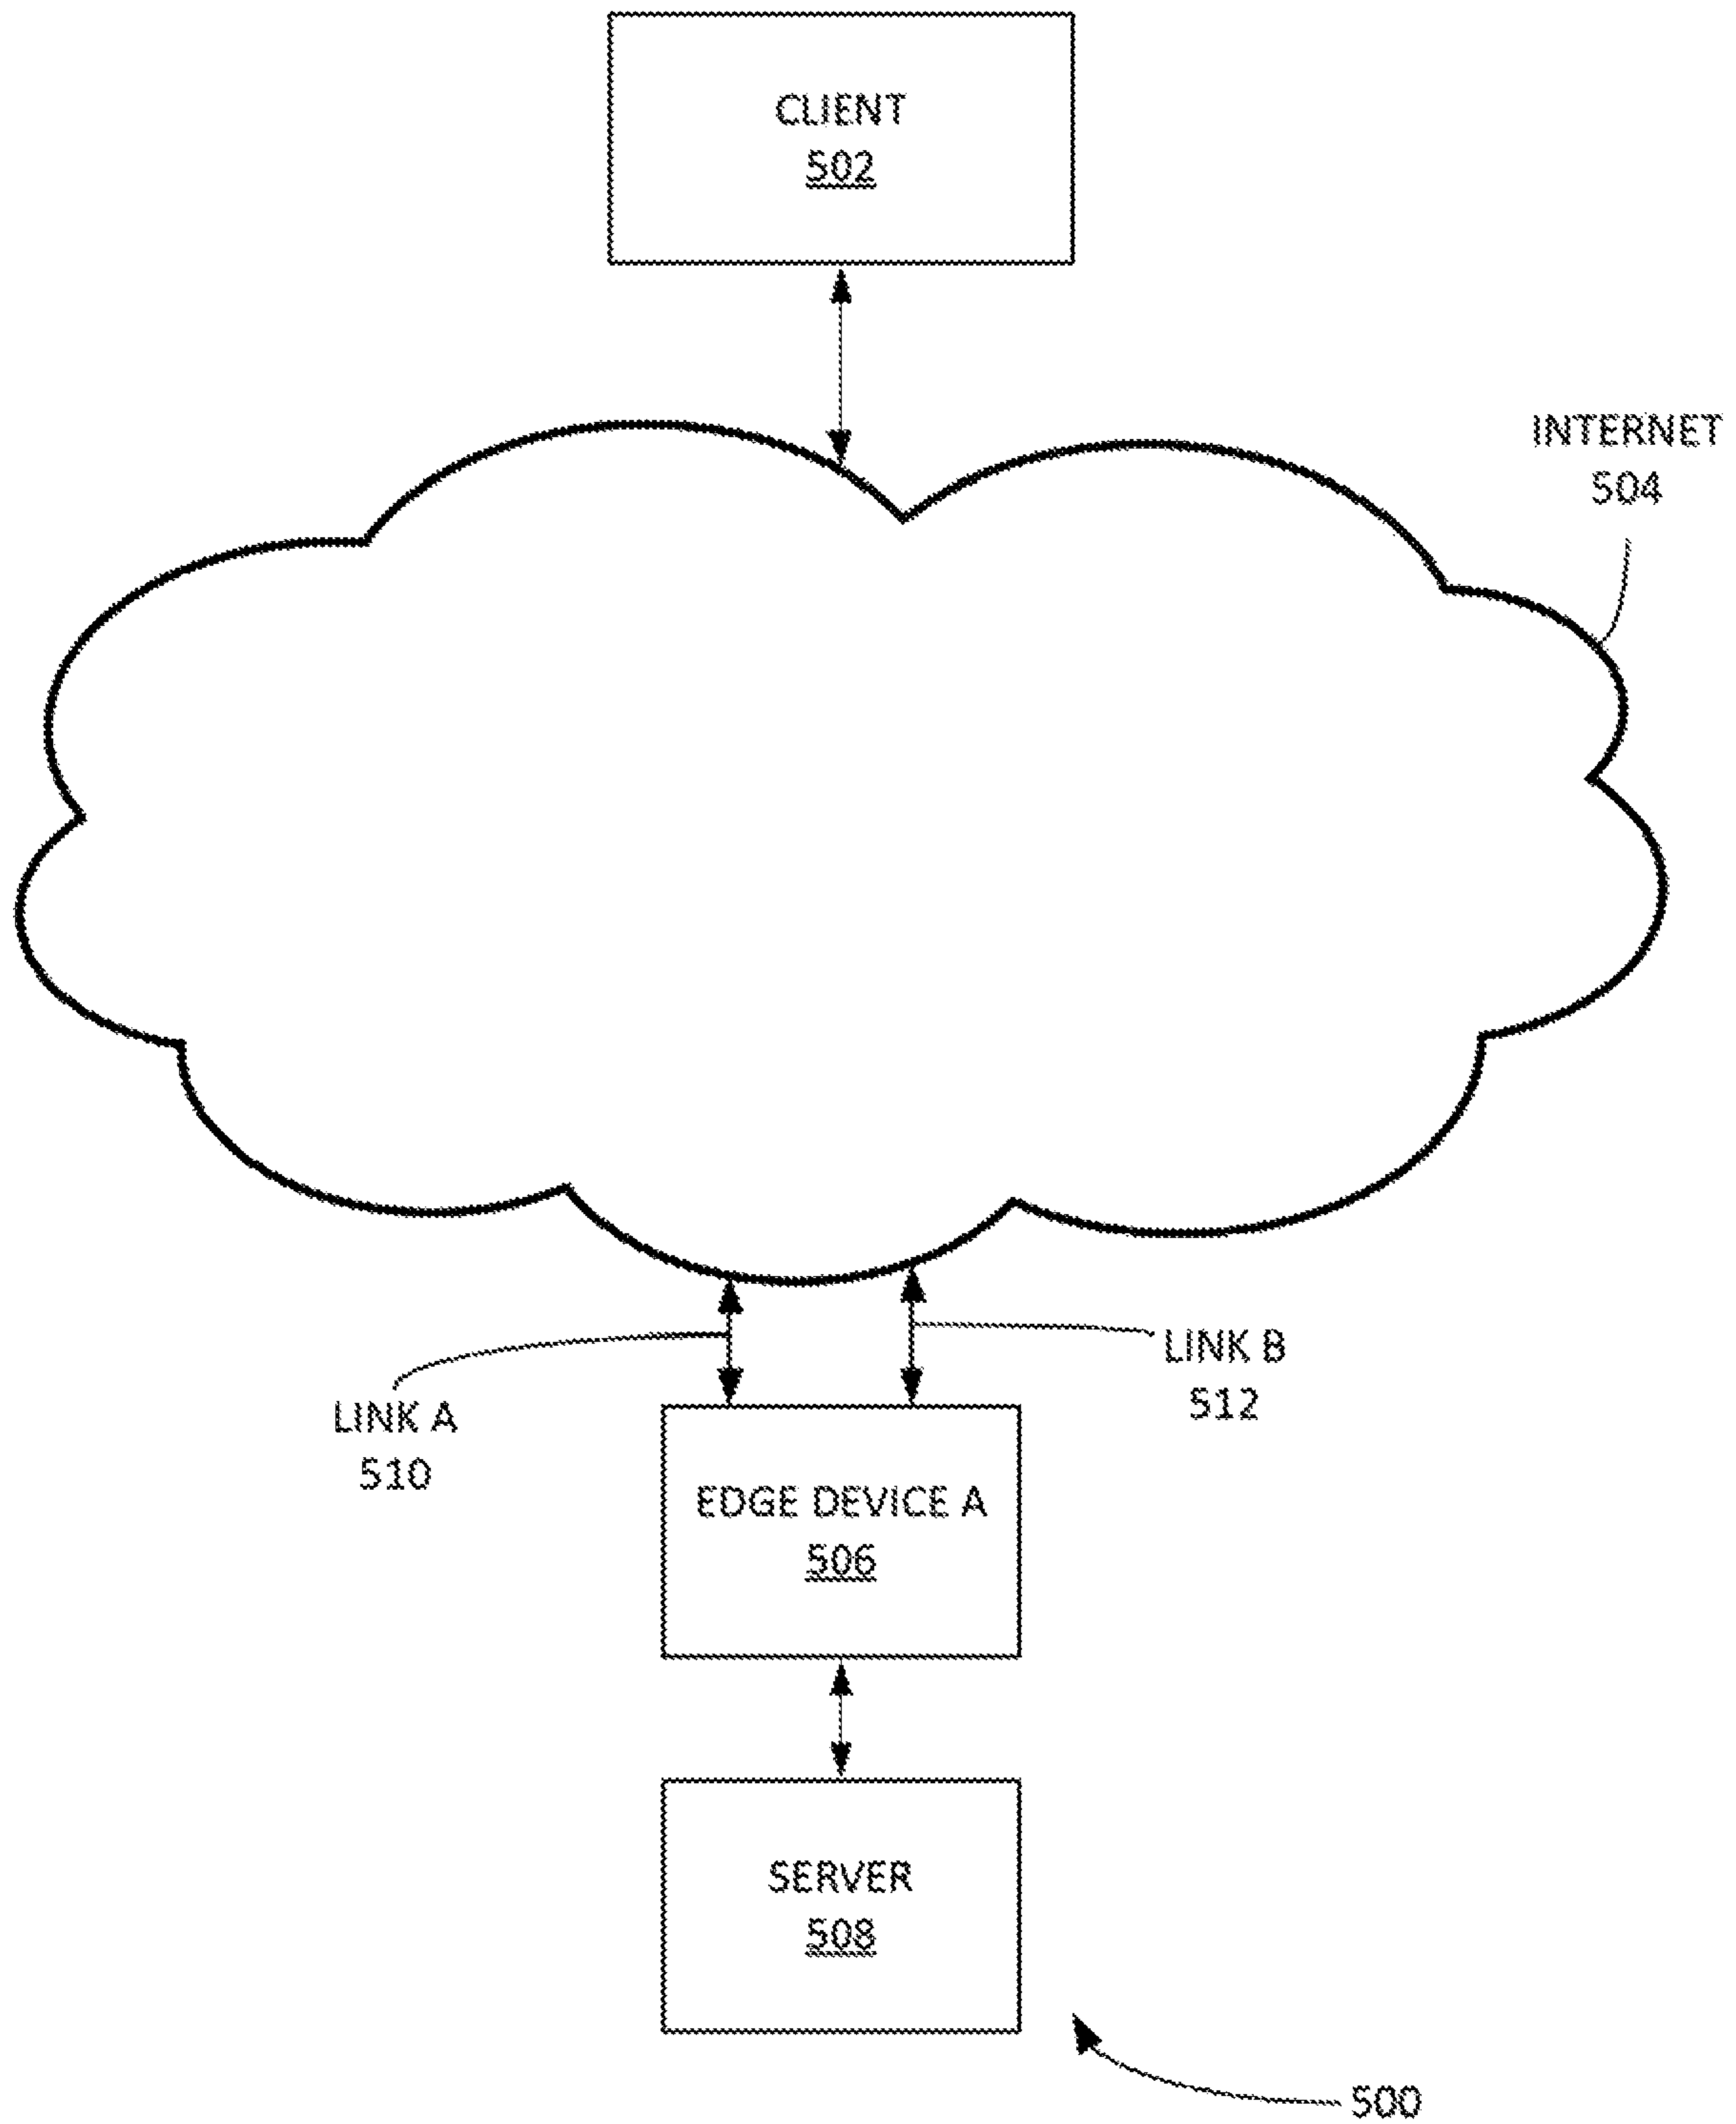 CLIENT
502
INTERNET
504
LINK A
510
LINK B
512
EDGE DEVICE A
506
SERVER
508
500